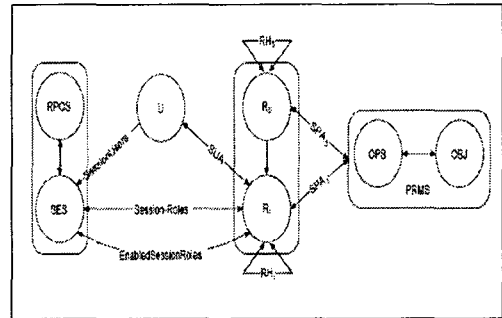 RH
RPCS
U
R
SPA
SessionUsers
SUA
OPS
OBJ
SPA
PRMS
SES
Session-Roles
R
EnabledSessionRoles
RH